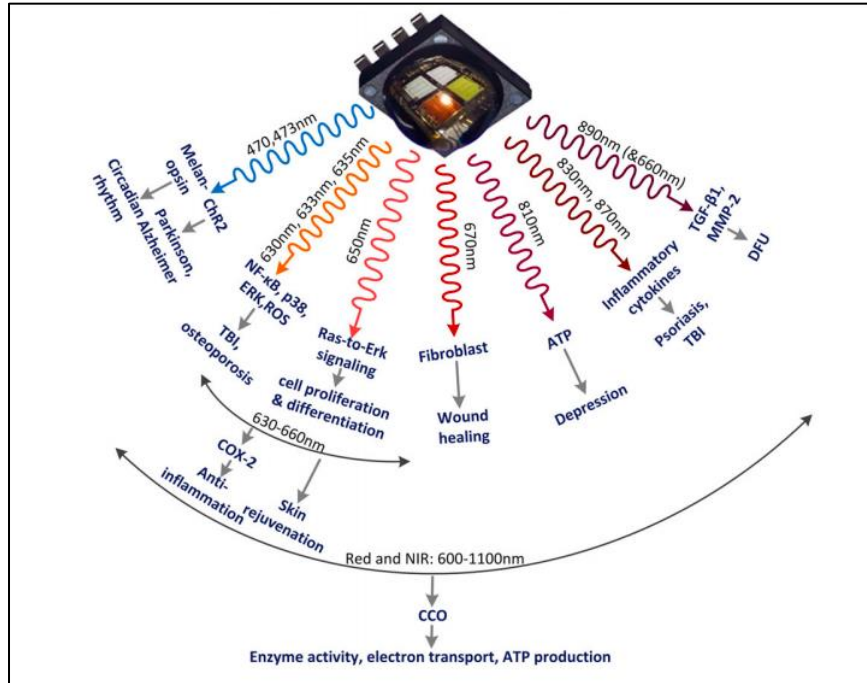 470,473nm
Melan-
opsin
ChR2
Circadian
rhythm
Alzheimer
Parkinson,
630nm, 633nm, 635nm
NF-κB, p38,
ERK,ROS
TBI,
osteoporosis
650nm
Ras-to-Erk
signaling
cell proliferation
& differentiation
670nm
Fibroblast
Wound
healing
810nm
ATP
Depression
830nm, 870nm
Inflammatory
cytokines
Psoriasis,
TBI
890nm (&660nm)
TGF-β1,
MMP-2
DFU
630-660nm
COX-2
Anti-
inflammation
Skin
rejuvenation
Red and NIR: 600-1100nm
CCO
Enzyme activity, electron transport, ATP production